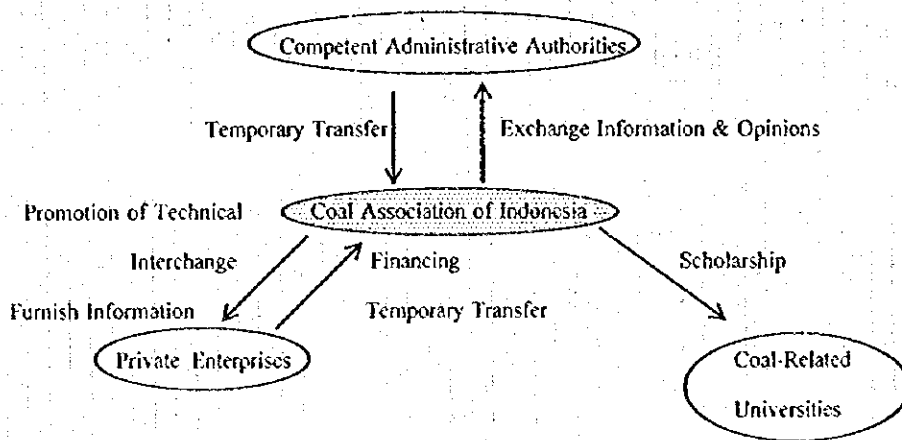 Competent Administrative Authorities
Temporary Transfer
Exchange Information & Opinions
Promotion of Technical
Coal Association of Indonesia
Interchange
Financing
Scholarship
Furnish Information
Temporary Transfer
Private Enterprises
Coal-Related
Universities